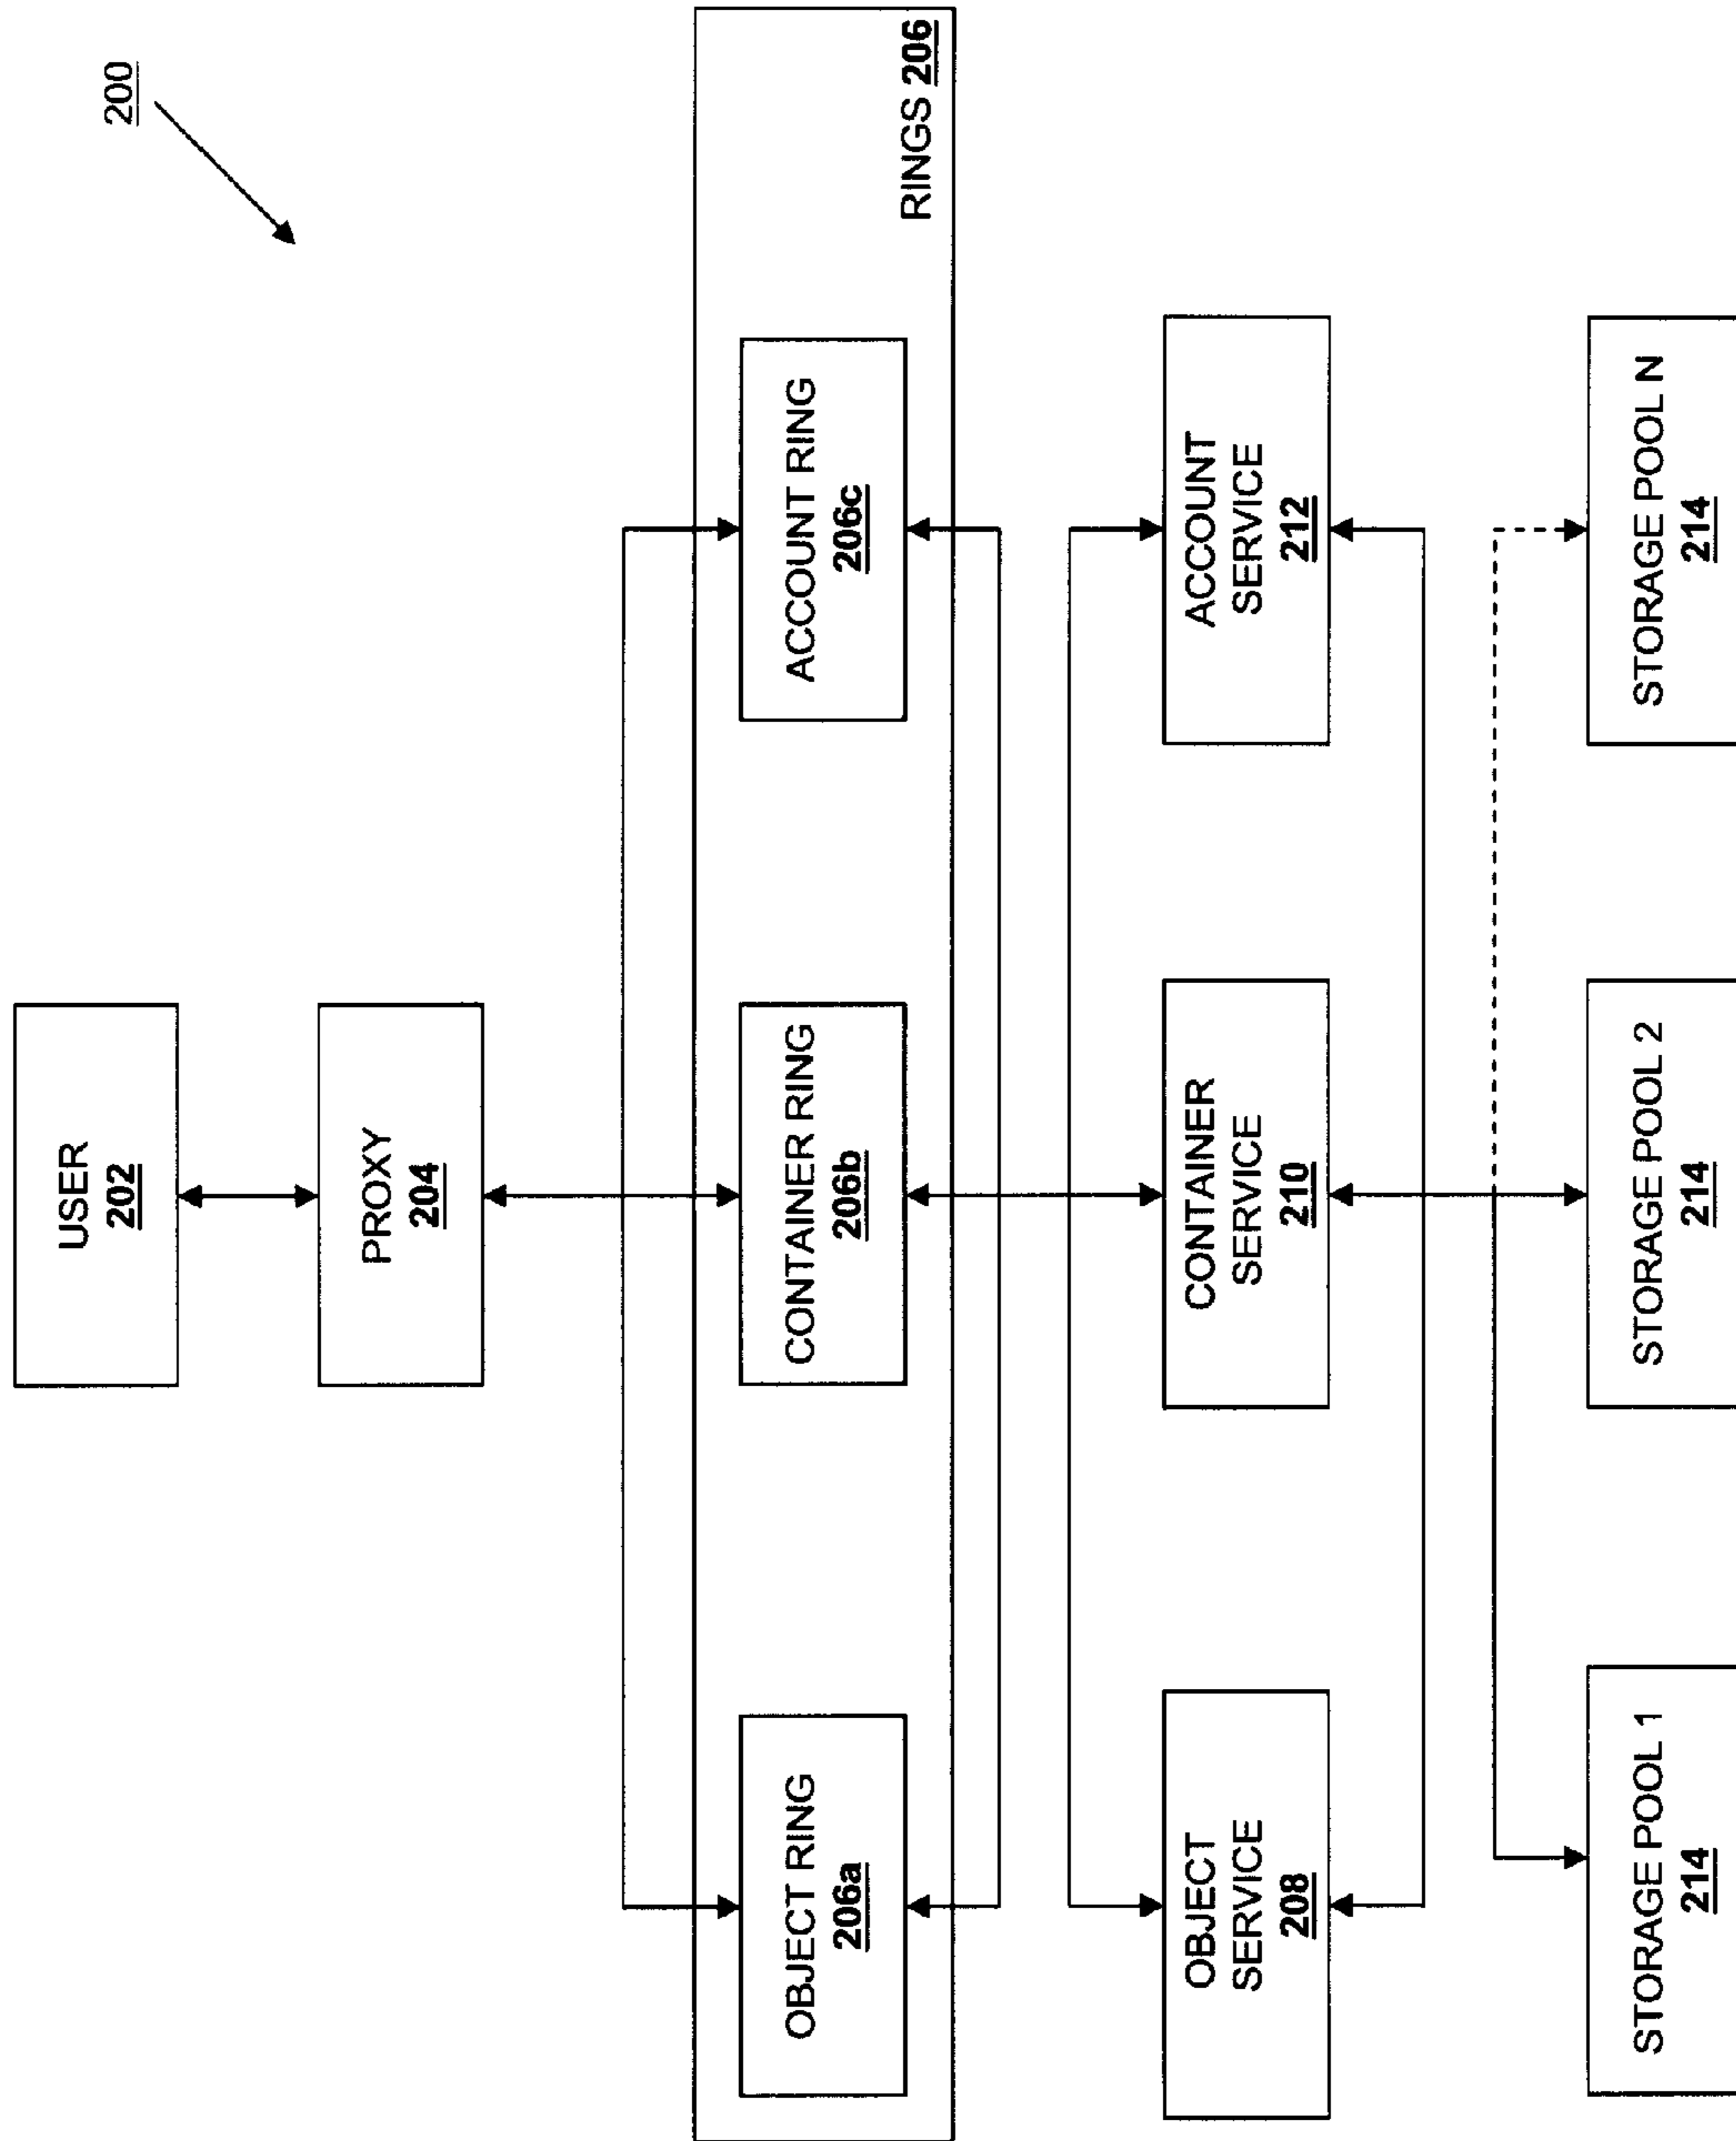 200
USER
202
PROXY
204
RINGS 206
OBJECT RING
206a
CONTAINER RING
206b
ACCOUNT RING
206c
OBJECT
SERVICE
208
CONTAINER
SERVICE
210
ACCOUNT
SERVICE
212
STORAGE POOL 1
214
STORAGE POOL 2
214
STORAGE POOL N
214